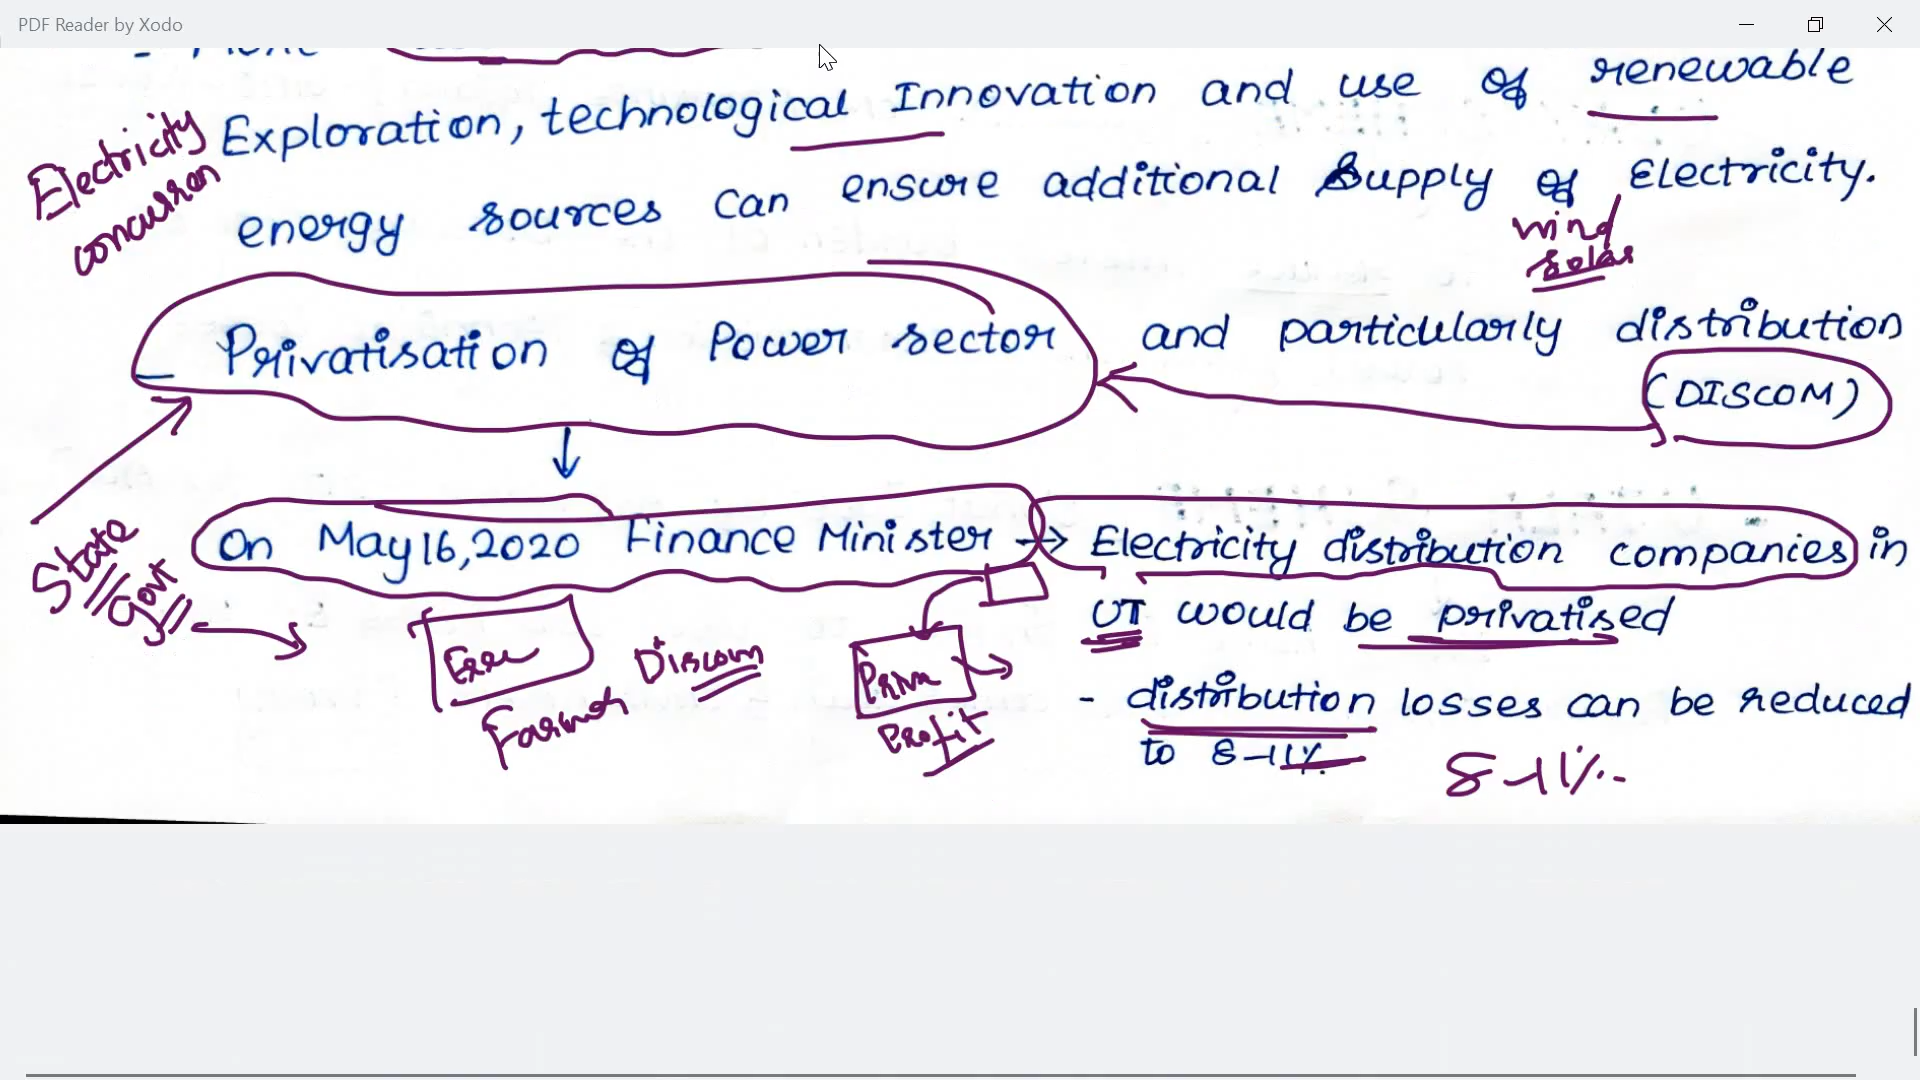 PDF Reader by Xodo
Exploration, technological Innovation and use of renewable
energy sources can ensure additional Supply of Electricity.
Electricity
concurren
wind
solar
- Privatisation of Power sector and particularly distribution
(DISCOM)
On May 16, 2020 Finance Minister → Electricity distribution companies in
UT would be privatised
- distribution losses can be reduced
to 8-11%.
8-11%.
State
Govt
Discom
Profit